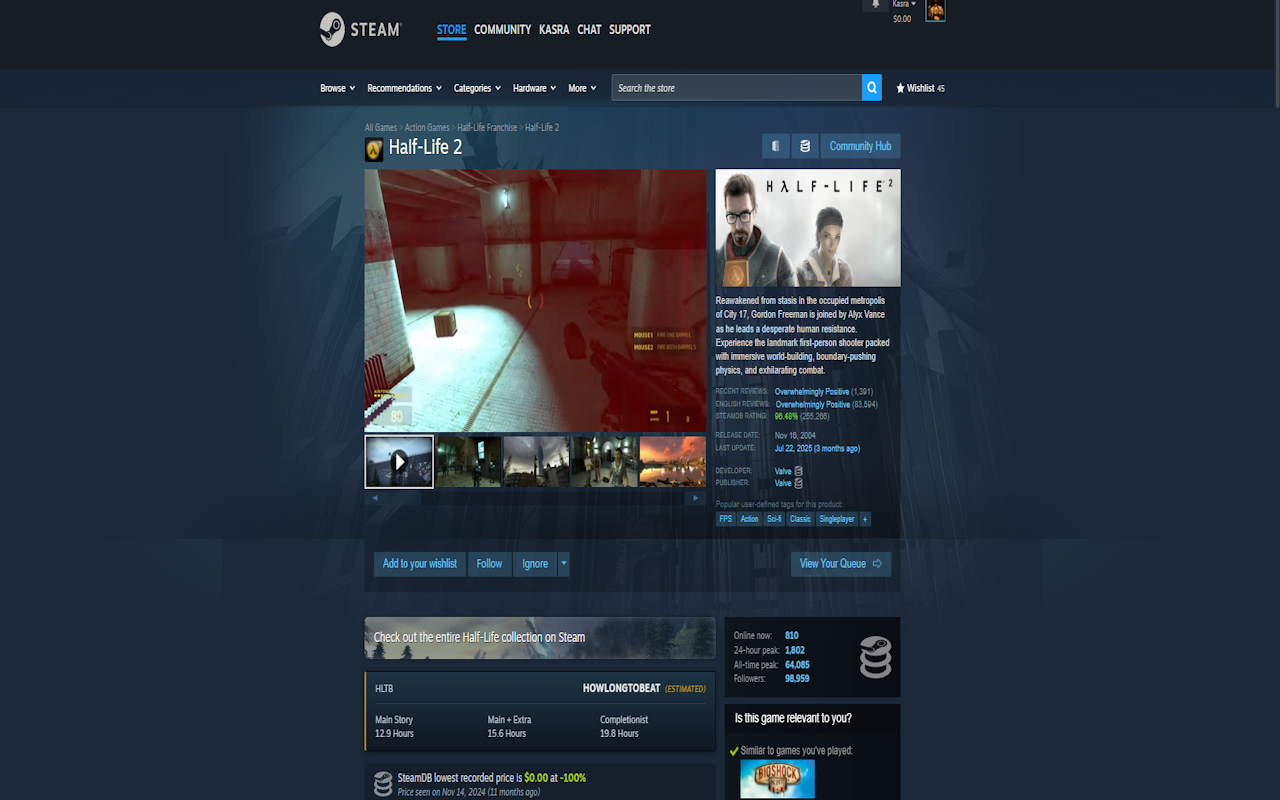 STEAM
STORE COMMUNITY KASRA CHAT SUPPORT
Kasra
$0.00
Browse Recommendations Categories Hardware More
Search the store
Wishlist 45
All Games > Action Games > Half-Life Franchise > Half-Life 2
Half-Life 2
Community Hub
MOUSE1 FIRE ONE BARREL
MOUSE2 FIRE BOTH BARRELS
80
1
HλLF-LIFE 2
Reawakened from stasis in the occupied metropolis
of City 17, Gordon Freeman is joined by Alyx Vance
as he leads a desperate human resistance.
Experience the landmark first-person shooter packed
with immersive world-building, boundary-pushing
physics, and exhilarating combat.
RECENT REVIEWS: Overwhelmingly Positive (1,391)
ENGLISH REVIEWS: Overwhelmingly Positive (83,594)
STEAMDB RATING: 96.48% (255,266)
RELEASE DATE: Nov 16, 2004
LAST UPDATE: Jul 22, 2025 (3 months ago)
DEVELOPER: Valve
PUBLISHER: Valve
Popular user-defined tags for this product:
FPS Action Sci-fi Classic Singleplayer +
Add to your wishlist Follow Ignore
View Your Queue
Check out the entire Half-Life collection on Steam
HLTB HOWLONGTOBEAT (ESTIMATED)
Main Story Main + Extra Completionist
12.9 Hours 15.6 Hours 19.8 Hours
SteamDB lowest recorded price is $0.00 at -100%
Price seen on Nov 14, 2024 (11 months ago)
Online now: 810
24-hour peak: 1,802
All-time peak: 64,085
Followers: 98,959
Is this game relevant to you?
Similar to games you've played:
BIOSHOCK